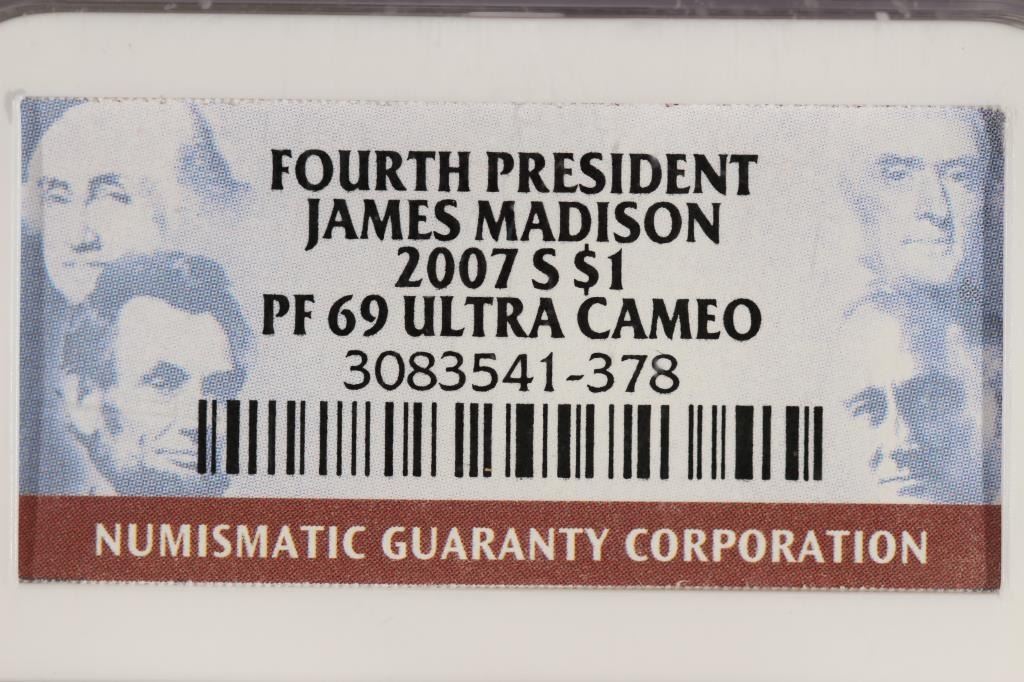 FOURTH PRESIDENT
JAMES MADISON
2007 S $1
PF 69 ULTRA CAMEO
3083541-378
NUMISMATIC GUARANTY CORPORATION